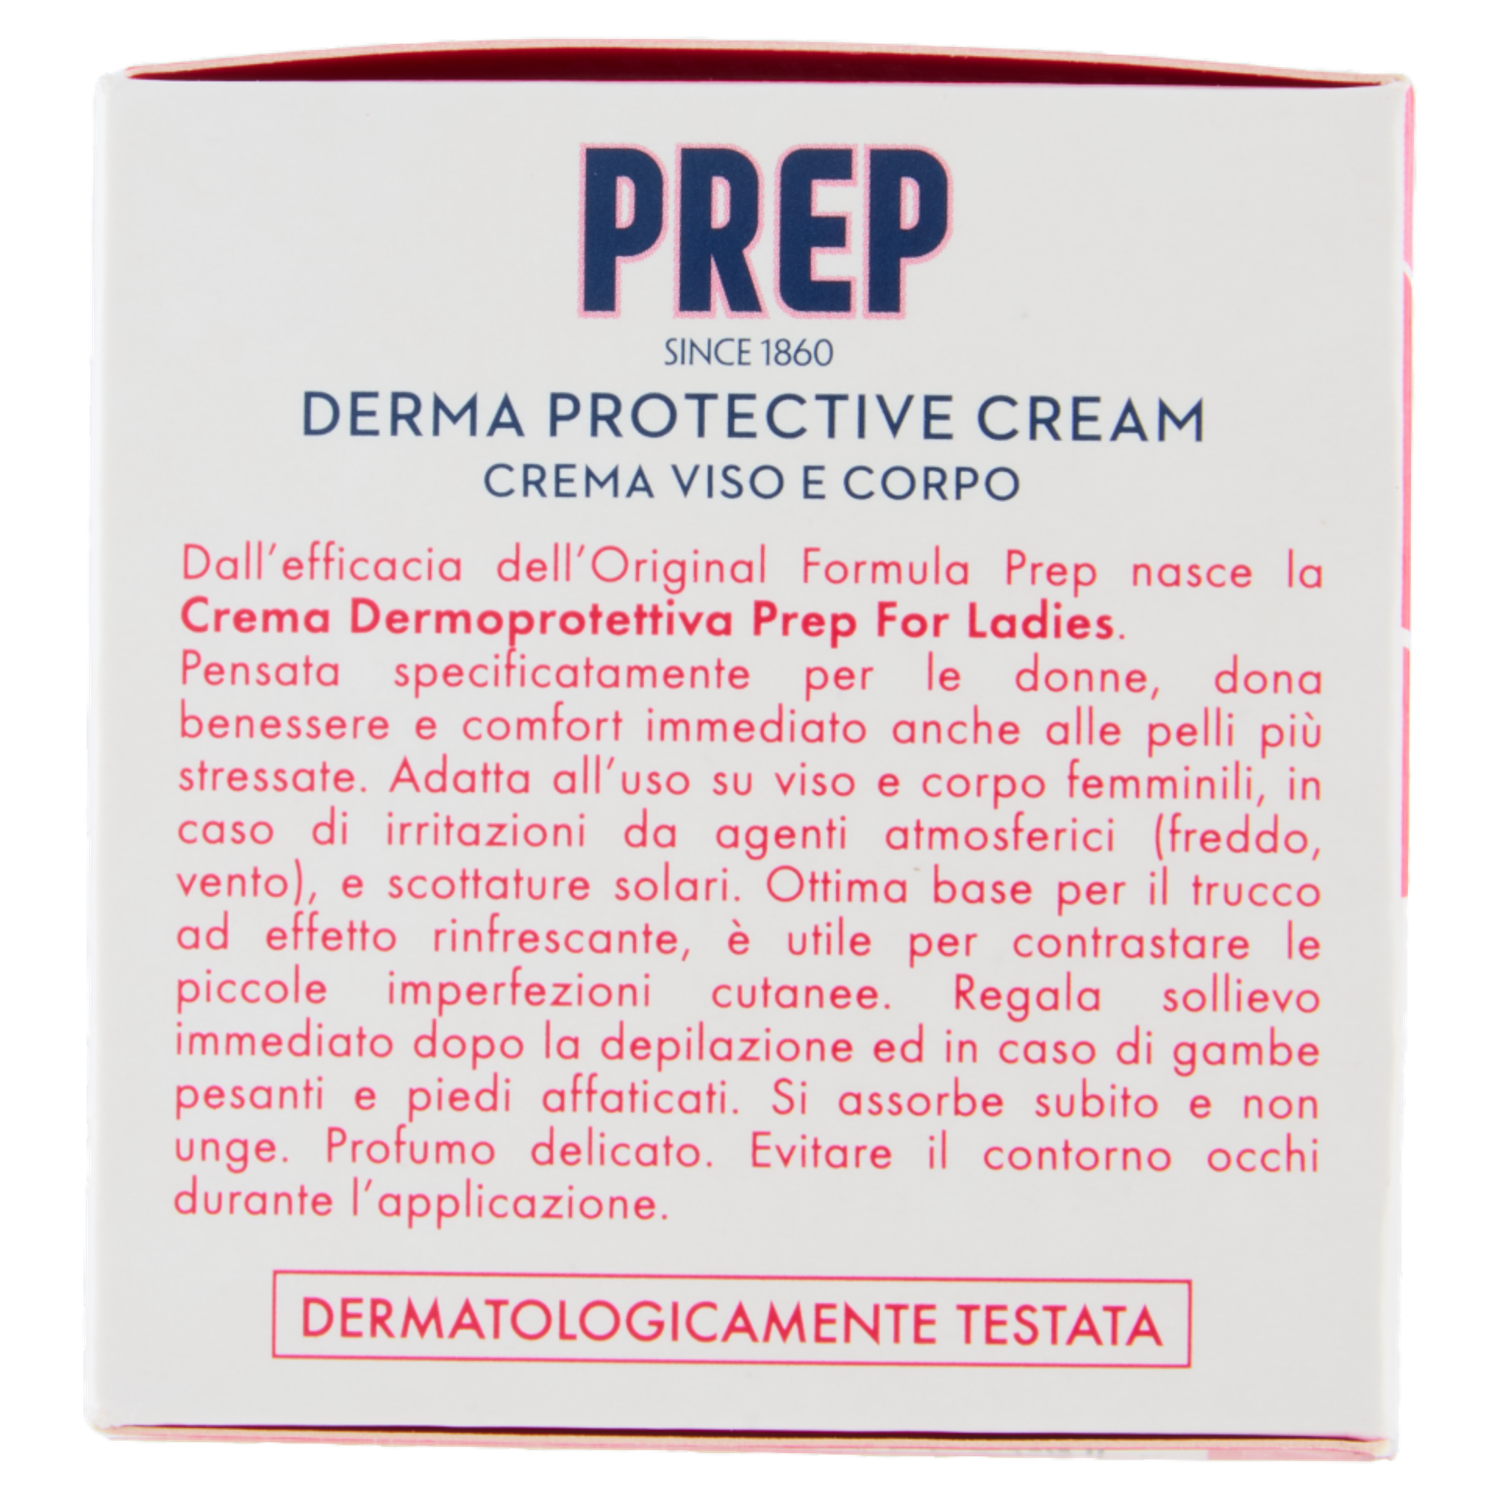 PREP
SINCE 1860
DERMA PROTECTIVE CREAM
CREMA VISO E CORPO
Dall'efficacia dell'Original Formula Prep nasce la
Crema Dermoprotettiva Prep For Ladies.
Pensata specificatamente per le donne, dona
benessere e comfort immediato anche alle pelli più
stressate. Adatta all'uso su viso e corpo femminili, in
caso di irritazioni da agenti atmosferici (freddo,
vento), e scottature solari. Ottima base per il trucco
ad effetto rinfrescante, è utile per contrastare le
piccole imperfezioni cutanee. Regala sollievo
immediato dopo la depilazione ed in caso di gambe
pesanti e piedi affaticati. Si assorbe subito e non
unge. Profumo delicato. Evitare il contorno occhi
durante l'applicazione.
DERMATOLOGICAMENTE TESTATA